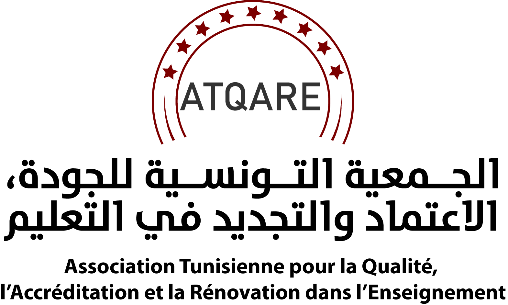 ATQARE
الجمعية التونسية للجودة،
الاعتماد والتجديد في التعليم
Association Tunisienne pour la Qualité,
l’Accréditation et la Rénovation dans l’Enseignement